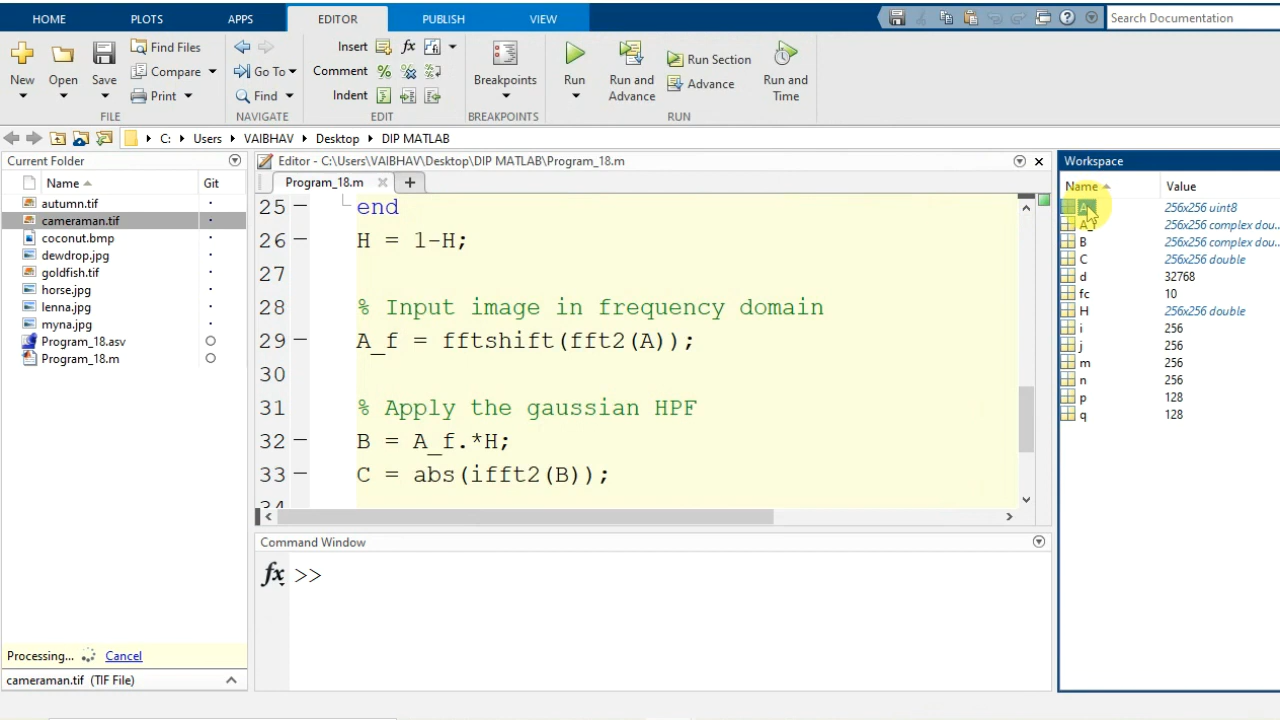 HOME PLOTS APPS EDITOR PUBLISH VIEW Search Documentation
New Open Save Find Files Compare Print
FILE
Go To Find
NAVIGATE
Insert fx
Comment
Indent
EDIT
Breakpoints
BREAKPOINTS
Run Run and Advance Run Section Advance Run and Time
RUN
C: Users VAIBHAV Desktop DIP MATLAB
Current Folder
Name Git
autumn.tif
cameraman.tif
coconut.bmp
dewdrop.jpg
goldfish.tif
horse.jpg
lenna.jpg
myna.jpg
Program_18.asv
Program_18.m
Processing... Cancel
cameraman.tif (TIF File)
Editor - C:\Users\VAIBHAV\Desktop\DIP MATLAB\Program_18.m
Program_18.m
25 end
26 H = 1-H;
27
28 % Input image in frequency domain
29 A_f = fftshift(fft2(A));
30
31 % Apply the gaussian HPF
32 B = A_f.*H;
33 C = abs(ifft2(B));
34
Command Window
fx >>
Workspace
Name Value
A 256x256 uint8
A_f 256x256 complex dou...
B 256x256 complex dou...
C 256x256 double
d 32768
fc 10
H 256x256 double
i 256
j 256
m 256
n 256
p 128
q 128